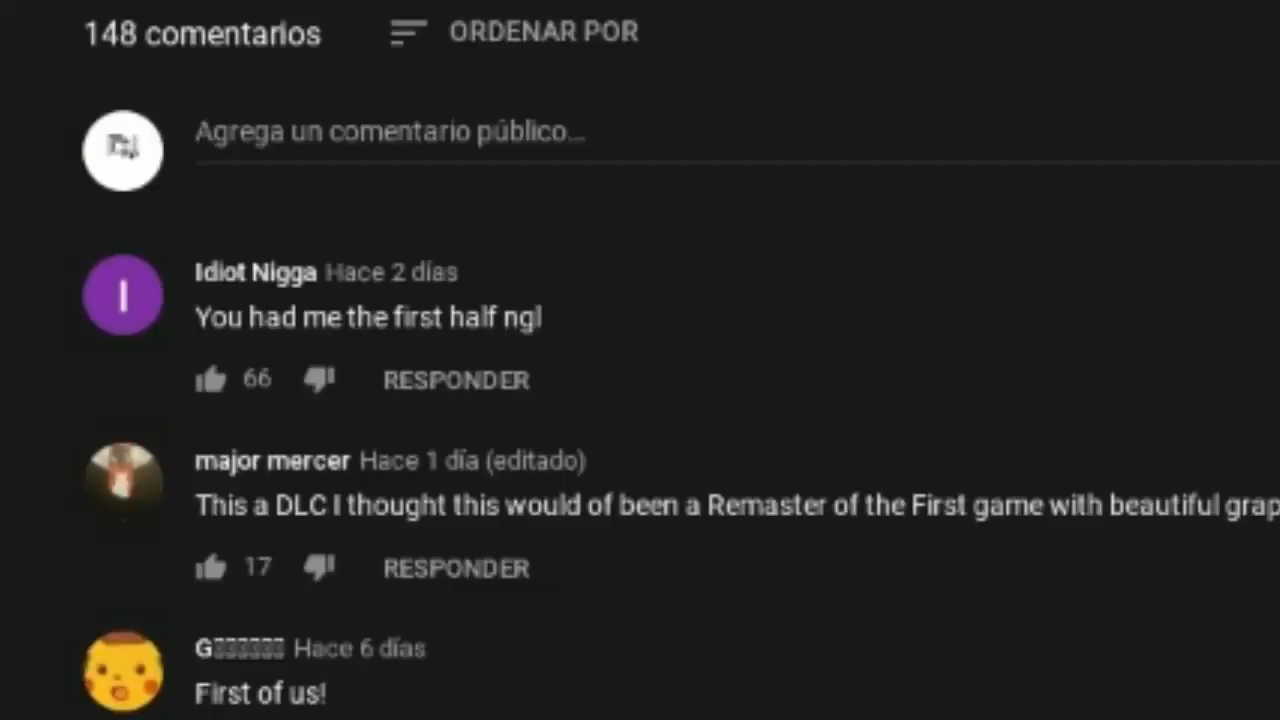 148 comentarios ORDENAR POR
Agrega un comentario público...
I
Idiot Nigga Hace 2 días
You had me the first half ngl
66 RESPONDER
major mercer Hace 1 día (editado)
This a DLC I thought this would of been a Remaster of the First game with beautiful grap
17 RESPONDER
G▯▯▯▯▯▯ Hace 6 días
First of us!